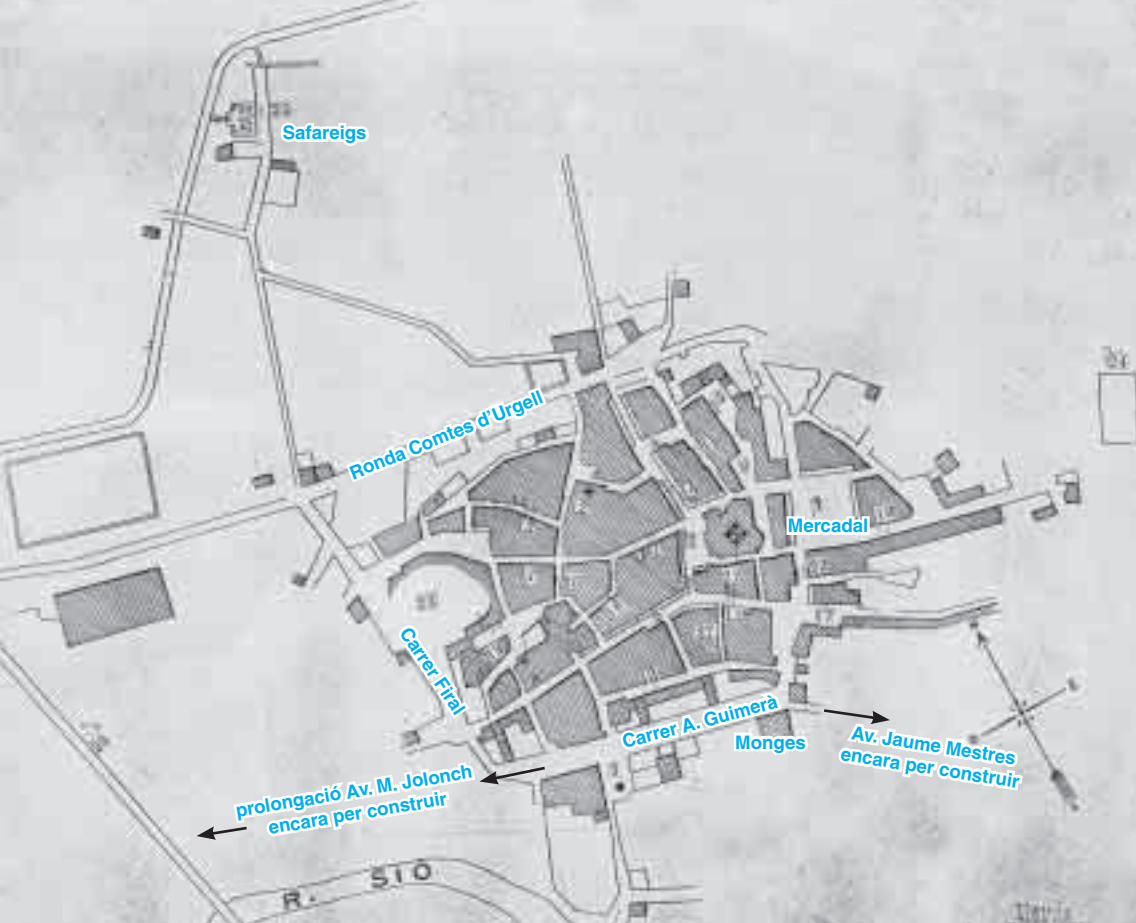 Safareigs
Ronda Comtes d'Urgell
Mercadal
Carrer Firal
Carrer A. Guimerà
Monges
Av. Jaume Mestres
encara per construir
prolongació Av. M. Jolonch
encara per construir
R. SIO